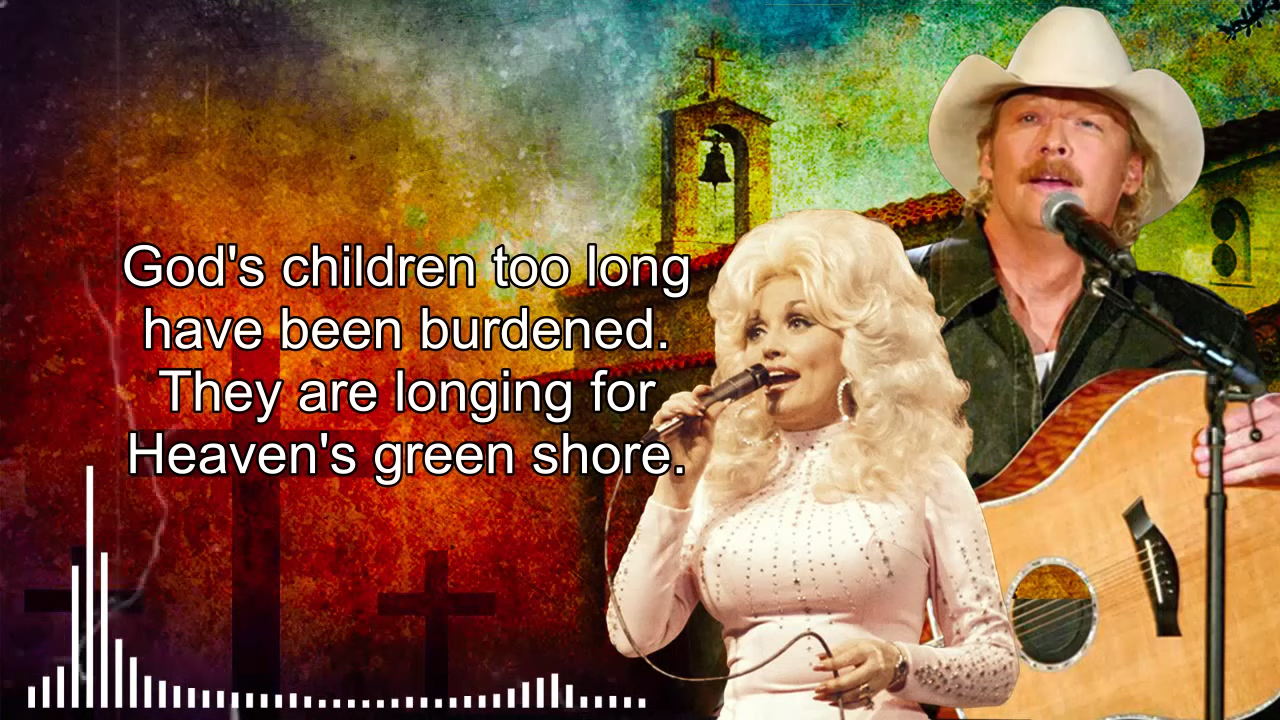 God's children too long
have been burdened.
They are longing for
Heaven's green shore.